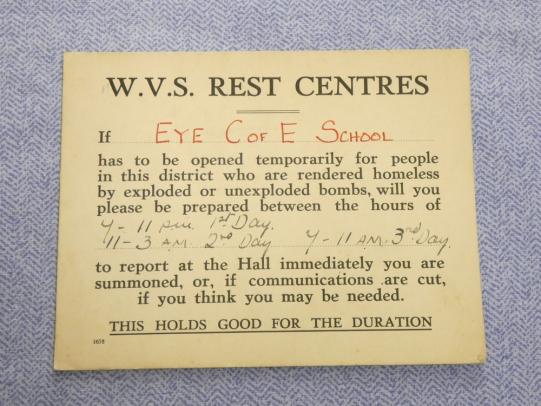 W.V.S. REST CENTRES
If EYE C OF E SCHOOL
has to be opened temporarily for people
in this district who are rendered homeless
by exploded or unexploded bombs, will you
please be prepared between the hours of
7 - 11 p.m. 1st Day.
11 - 3 A.M. 2nd Day 7 - 11 A.M. 3rd Day.
to report at the Hall immediately you are
summoned, or, if communications are cut,
if you think you may be needed.
THIS HOLDS GOOD FOR THE DURATION.